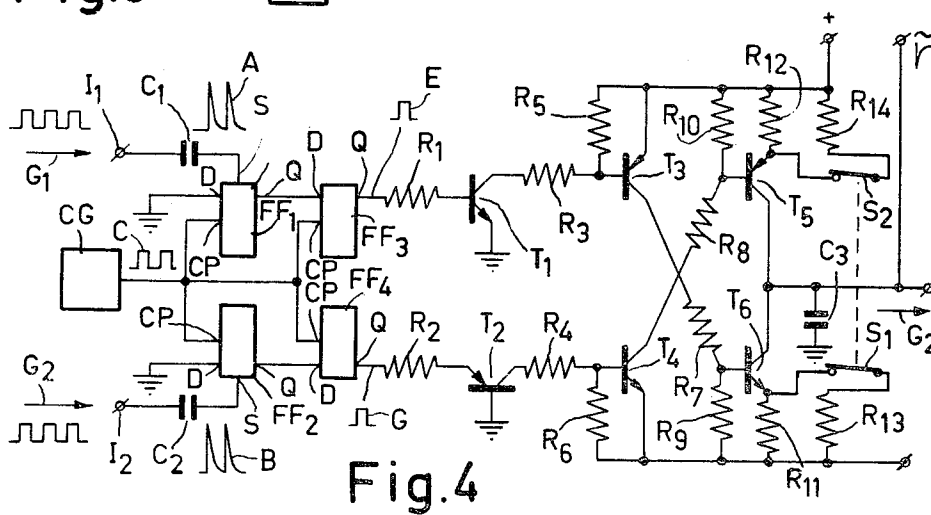 +
R₁₂
A
E
R₅
R₁₀
R₁₄
I₁
C₁
S
D
Q
R₁
G₁
D
Q
T₃
CG
C
FF₁
CP
FF₃
CP
R₃
T₁
R₈
T₅
S₂
C₃
CP
FF₄
CP
Q
R₂
T₂
R₄
T₆
G₂
S₁
G₂
D
Q
D
T₄
R₇
I₂
C₂
S
FF₂
B
G
R₆
R₉
R₁₁
R₁₃
Fig.4